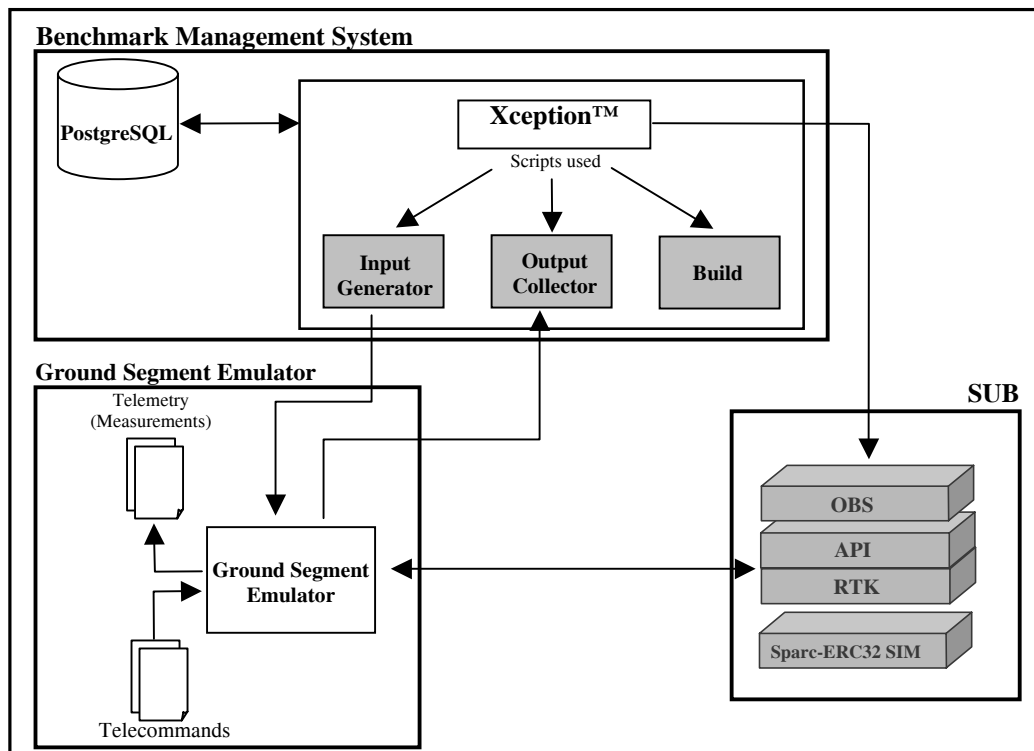 Benchmark Management System
PostgreSQL
Xception™
Scripts used
Input
Generator
Output
Collector
Build
Ground Segment Emulator
Telemetry
(Measurements)
Ground Segment
Emulator
Telecommands
SUB
OBS
API
RTK
Sparc-ERC32 SIM